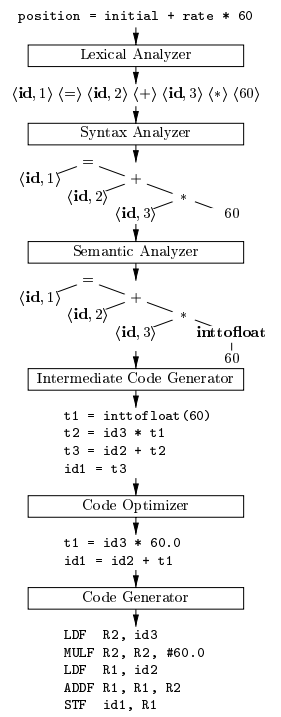 position = initial + rate * 60
Lexical Analyzer
⟨id, 1⟩ ⟨=⟩ ⟨id, 2⟩ ⟨+⟩ ⟨id, 3⟩ ⟨*⟩ ⟨60⟩
Syntax Analyzer
=
⟨id, 1⟩ +
⟨id, 2⟩ *
⟨id, 3⟩ 60
Semantic Analyzer
=
⟨id, 1⟩ +
⟨id, 2⟩ *
⟨id, 3⟩ inttofloat
60
Intermediate Code Generator
t1 = inttofloat(60)
t2 = id3 * t1
t3 = id2 + t2
id1 = t3
Code Optimizer
t1 = id3 * 60.0
id1 = id2 + t1
Code Generator
LDF R2, id3
MULF R2, R2, #60.0
LDF R1, id2
ADDF R1, R1, R2
STF id1, R1